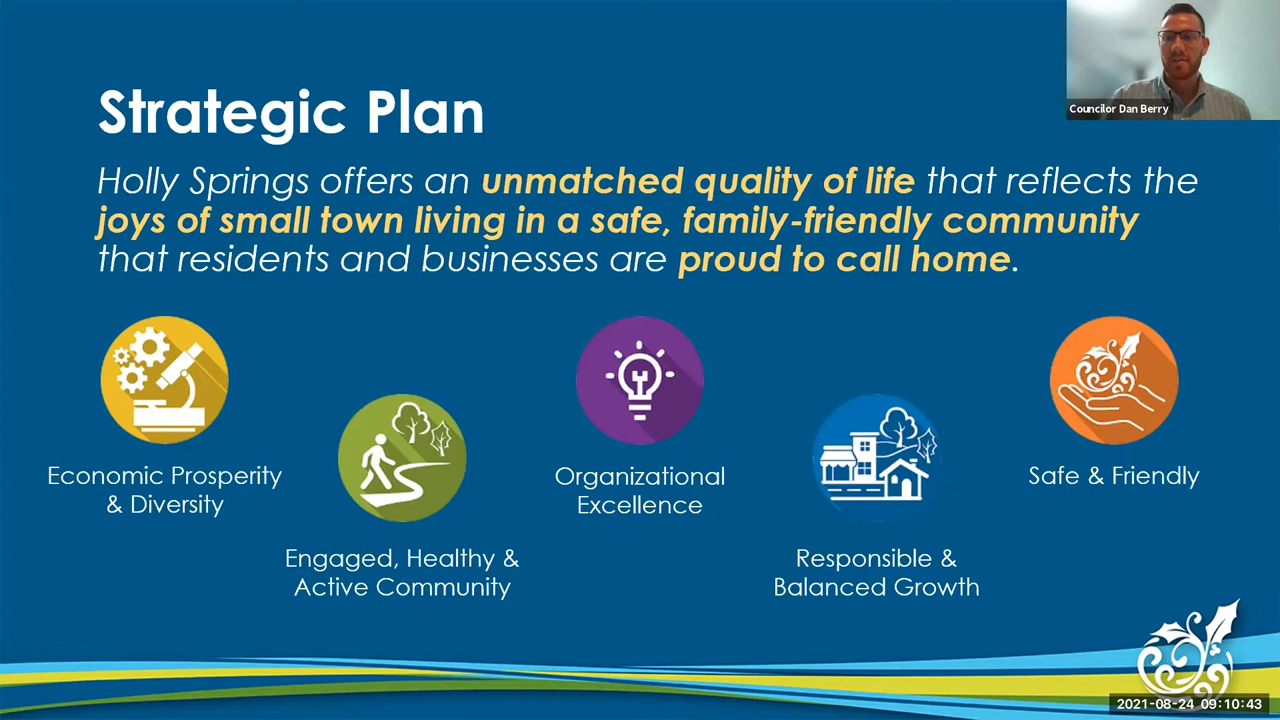 Councilor Dan Berry
Strategic Plan
Holly Springs offers an unmatched quality of life that reflects the
joys of small town living in a safe, family-friendly community
that residents and businesses are proud to call home.
Economic Prosperity
& Diversity
Engaged, Healthy &
Active Community
Organizational
Excellence
Responsible &
Balanced Growth
Safe & Friendly
2021-08-24 09:10:43